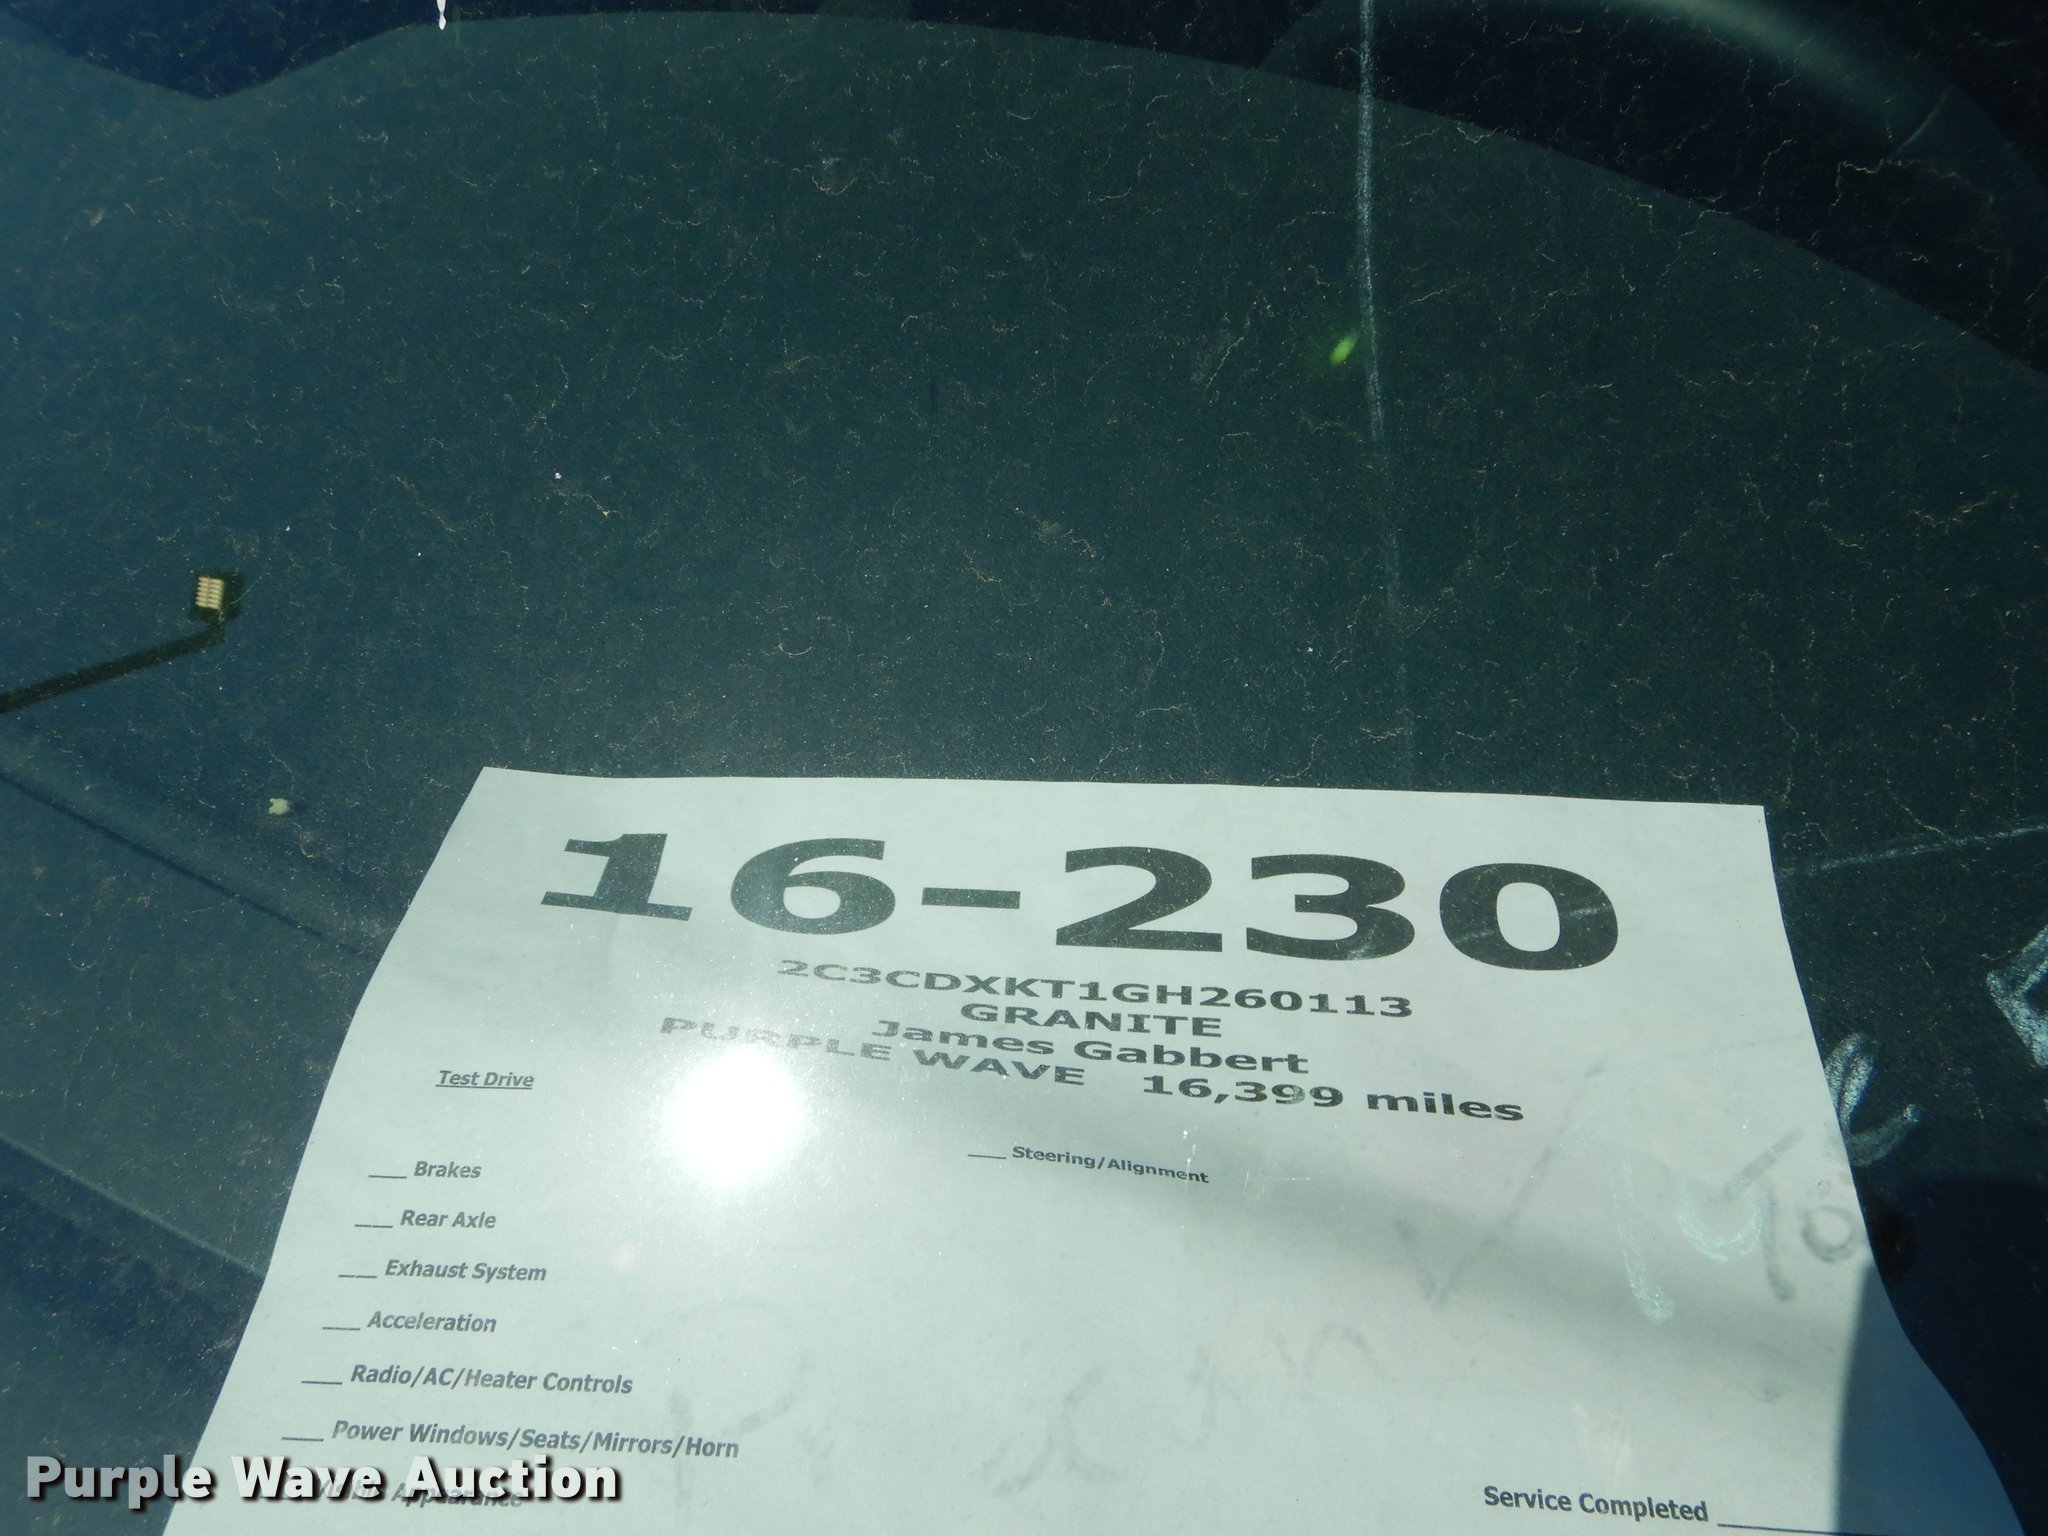 16-230
2C3CDXKT1GH260113
GRANITE
James Gabbert
PURPLE WAVE 16,399 miles
Test Drive
___ Brakes
___ Steering/Alignment
___ Rear Axle
___ Exhaust System
___ Acceleration
___ Radio/AC/Heater Controls
___ Power Windows/Seats/Mirrors/Horn
Appearance
Service Completed ___
Purple Wave Auction